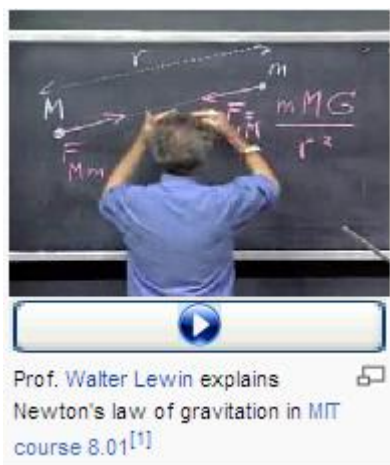 r
M
m
F Mm
F M
mMG
r²
Prof. Walter Lewin explains
Newton's law of gravitation in MIT
course 8.01[1]